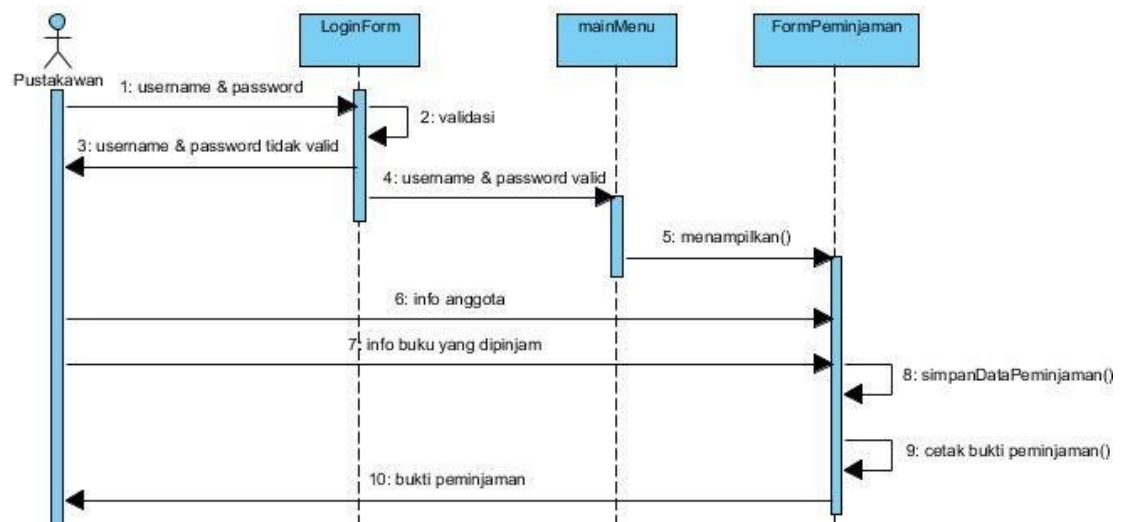 LoginForm
mainMenu
FormPeminjaman
Pustakawan
1: username & password
2: validasi
3: username & password tidak valid
4: username & password valid
5: menampilkan()
6: info anggota
7: info buku yang dipinjam
8: simpanDataPeminjaman()
9: cetak bukti peminjaman()
10: bukti peminjaman